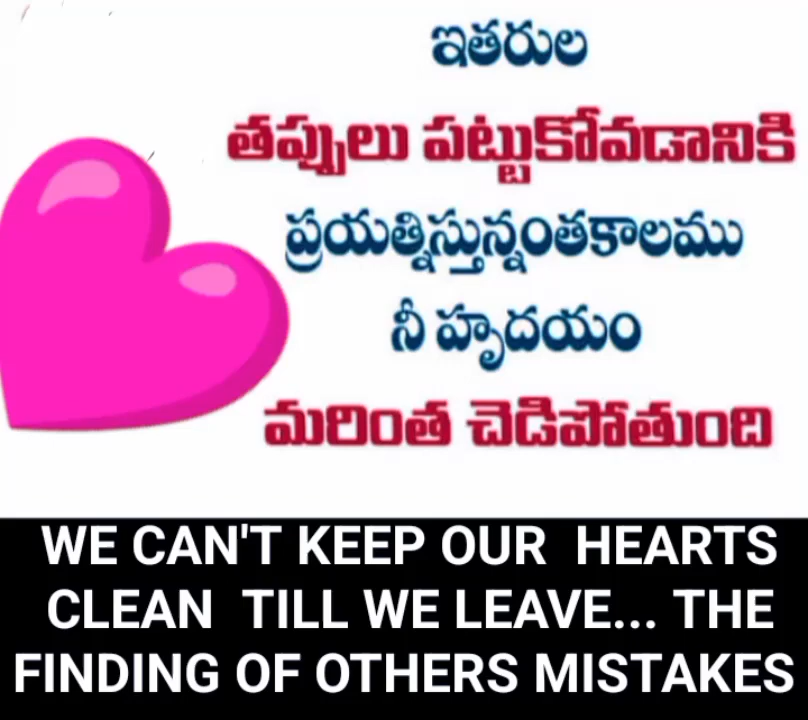 ఇతరుల
తప్పులు పట్టుకోవడానికి
ప్రయత్నిస్తున్నంతకాలము
నీ హృదయం
మరింత చెడిపోతుంది
WE CAN'T KEEP OUR HEARTS
CLEAN TILL WE LEAVE... THE
FINDING OF OTHERS MISTAKES